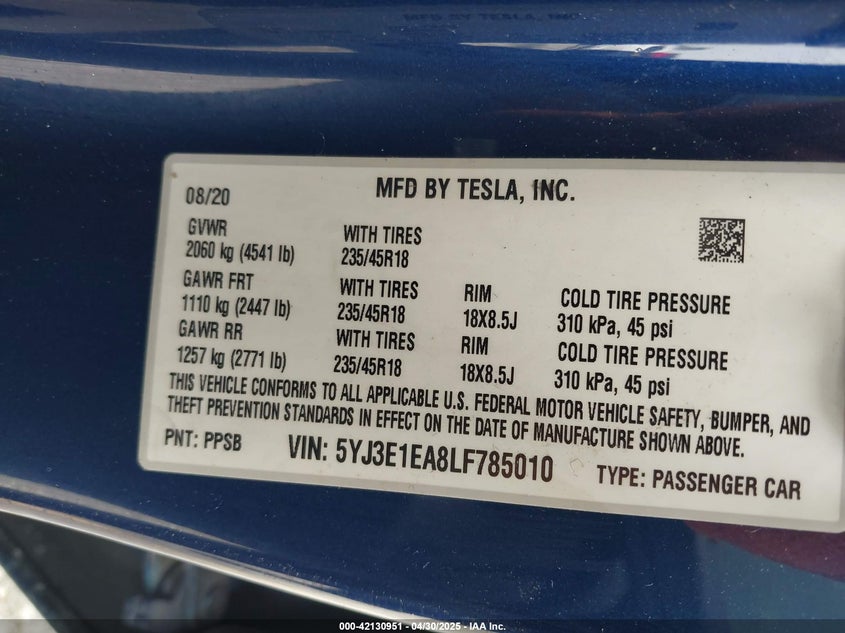 MFD BY TESLA, INC.
08/20 MFD BY TESLA, INC.
GVWR WITH TIRES
2060 kg (4541 lb) 235/45R18
GAWR FRT WITH TIRES RIM COLD TIRE PRESSURE
1110 kg (2447 lb) 235/45R18 18X8.5J 310 kPa, 45 psi
GAWR RR WITH TIRES RIM COLD TIRE PRESSURE
1257 kg (2771 lb) 235/45R18 18X8.5J 310 kPa, 45 psi
THIS VEHICLE CONFORMS TO ALL APPLICABLE U.S. FEDERAL MOTOR VEHICLE SAFETY, BUMPER, AND
THEFT PREVENTION STANDARDS IN EFFECT ON THE DATE OF MANUFACTURE SHOWN ABOVE.
PNT: PPSB VIN: 5YJ3E1EA8LF785010 TYPE: PASSENGER CAR
000-42130951 - 04/30/2025 - IAA Inc.